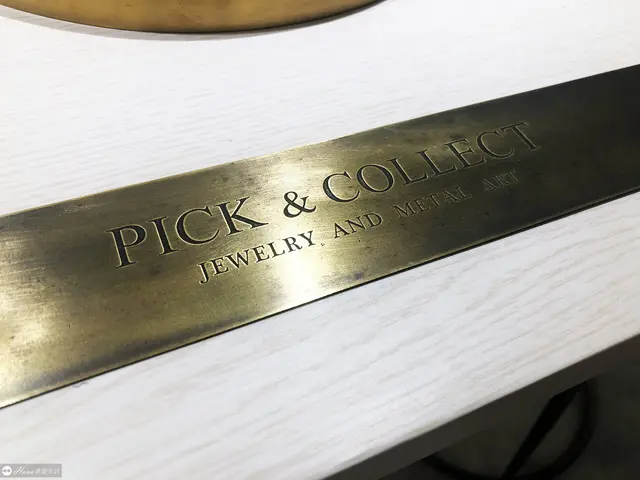 PICK & COLLECT
JEWELRY AND METAL ART